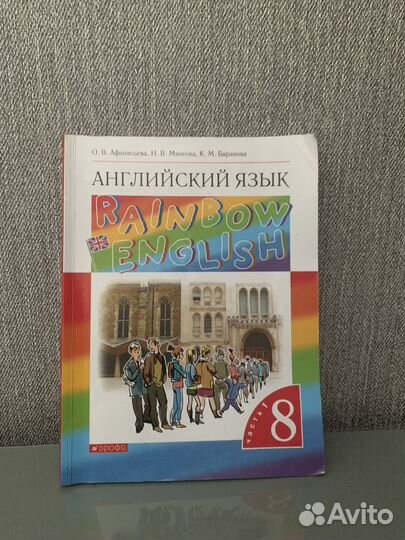 О. В. Афанасьева, И. В. Михеева, К. М. Баранова
АНГЛИЙСКИЙ ЯЗЫК
RAINBOW
ENGLISH
часть 1
8
ДРОФА
Avito